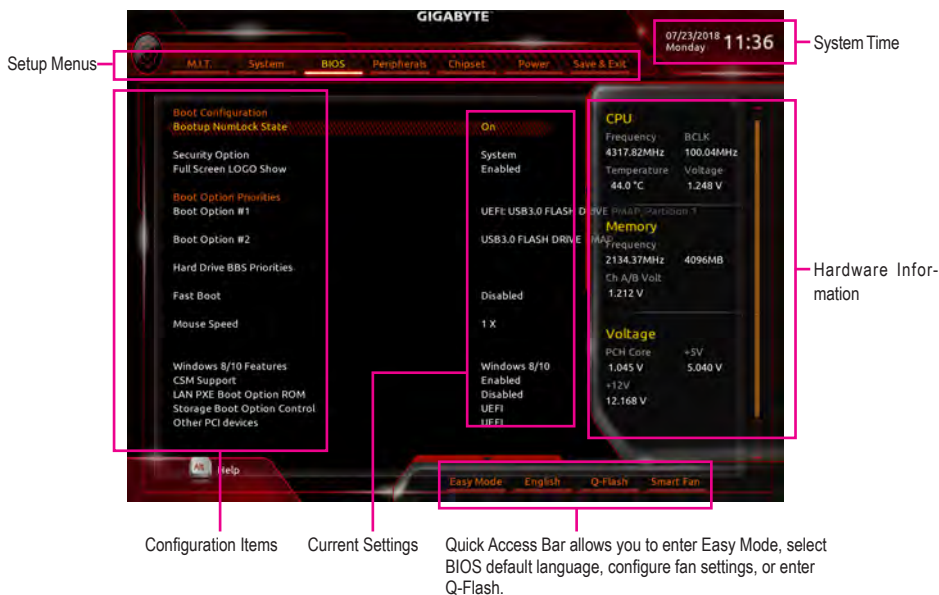 GIGABYTE
07/23/2018
Monday
11:36
System Time
Setup Menus
M.I.T. System BIOS Peripherals Chipset Power Save & Exit
Boot Configuration
Bootup NumLock State On
Security Option System
Full Screen LOGO Show Enabled
Boot Option Priorities
Boot Option #1 UEFI: USB3.0 FLASH DRIVE PMAP, Partition 1
Boot Option #2 USB3.0 FLASH DRIVE PMAP
Hard Drive BBS Priorities
Fast Boot Disabled
Mouse Speed 1 X
Windows 8/10 Features Windows 8/10
CSM Support Enabled
LAN PXE Boot Option ROM Disabled
Storage Boot Option Control UEFI
Other PCI devices UEFI
CPU
Frequency BCLK
4317.82MHz 100.04MHz
Temperature Voltage
44.0 °C 1.248 V
Memory
Frequency
2134.37MHz 4096MB
Ch A/B Volt
1.212 V
Voltage
PCH Core +5V
1.045 V 5.040 V
+12V
12.168 V
Hardware Infor-
mation
Alt Help
Easy Mode English Q-Flash Smart Fan
Configuration Items
Current Settings
Quick Access Bar allows you to enter Easy Mode, select
BIOS default language, configure fan settings, or enter
Q-Flash.